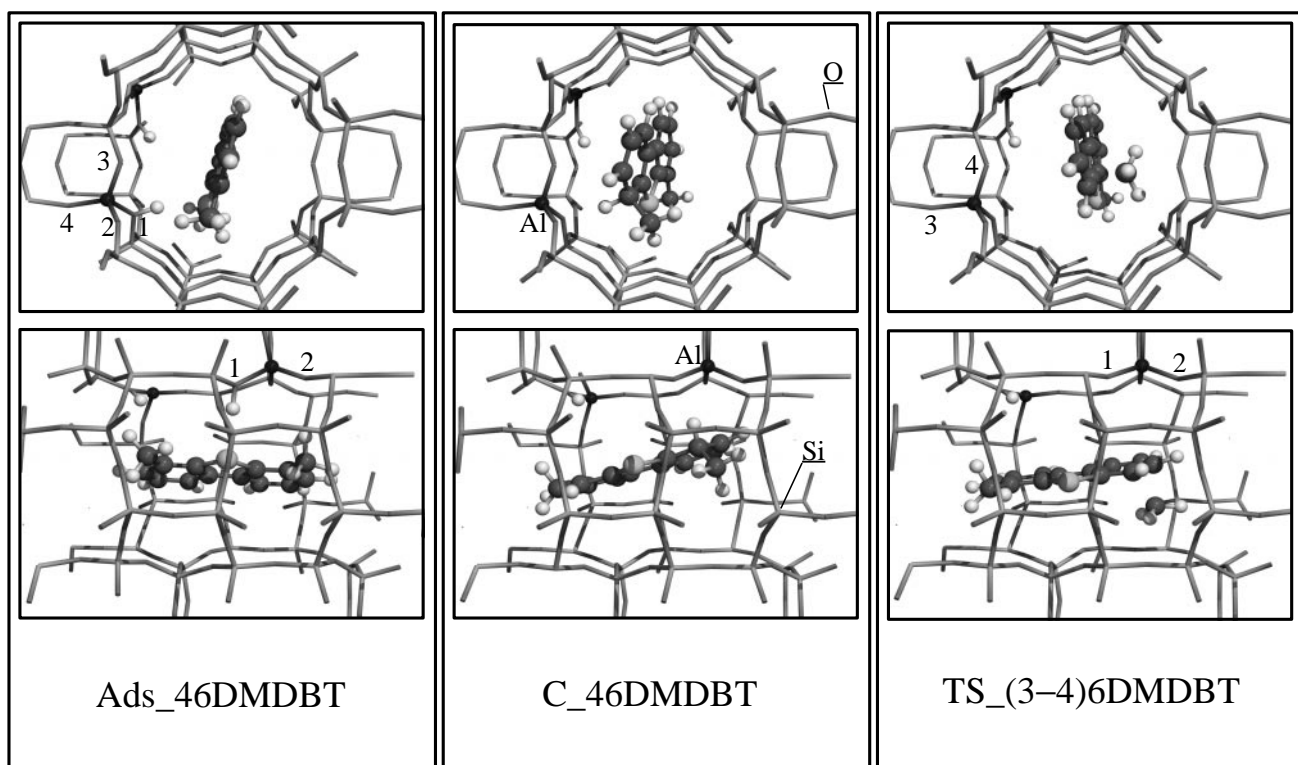 3
4
2
1
Al
O
4
3
1
2
Al
Si
1
2
Ads_46DMDBT
C_46DMDBT
TS_(3–4)6DMDBT